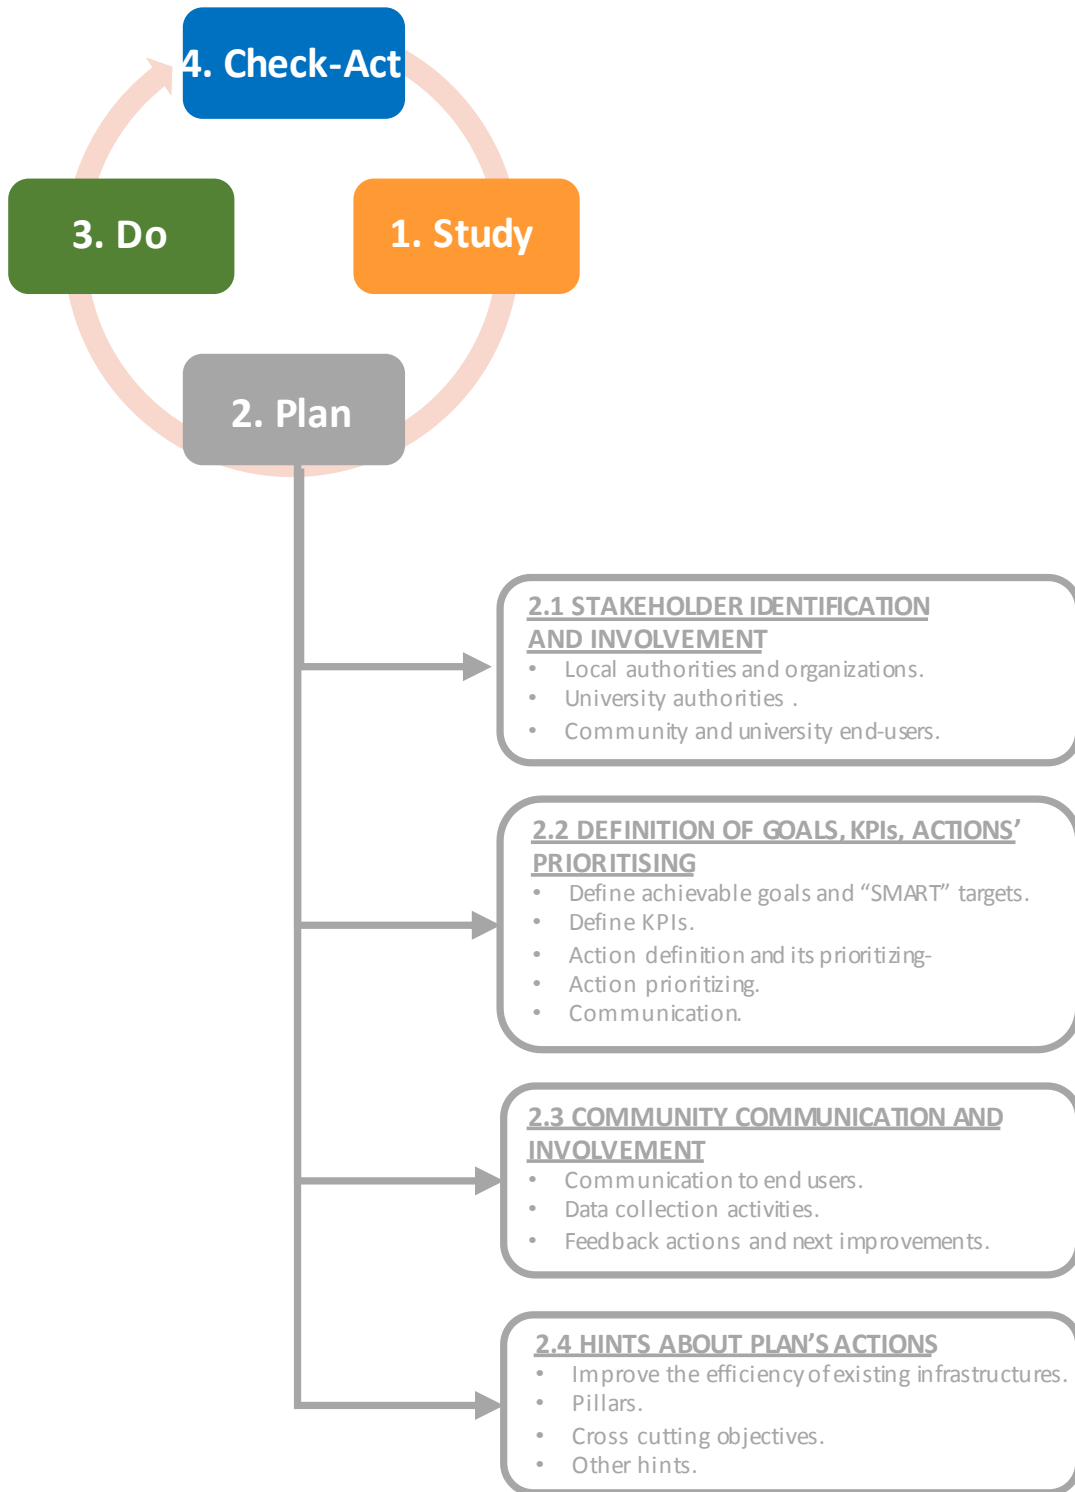 4. Check-Act
3. Do
1. Study
2. Plan
2.1 STAKEHOLDER IDENTIFICATION
AND INVOLVEMENT
• Local authorities and organizations.
• University authorities .
• Community and university end-users.
2.2 DEFINITION OF GOALS, KPIs, ACTIONS’
PRIORITISING
• Define achievable goals and “SMART” targets.
• Define KPIs.
• Action definition and its prioritizing-
• Action prioritizing.
• Communication.
2.3 COMMUNITY COMMUNICATION AND
INVOLVEMENT
• Communication to end users.
• Data collection activities.
• Feedback actions and next improvements.
2.4 HINTS ABOUT PLAN’S ACTIONS
• Improve the efficiency of existing infrastructures.
• Pillars.
• Cross cutting objectives.
• Other hints.